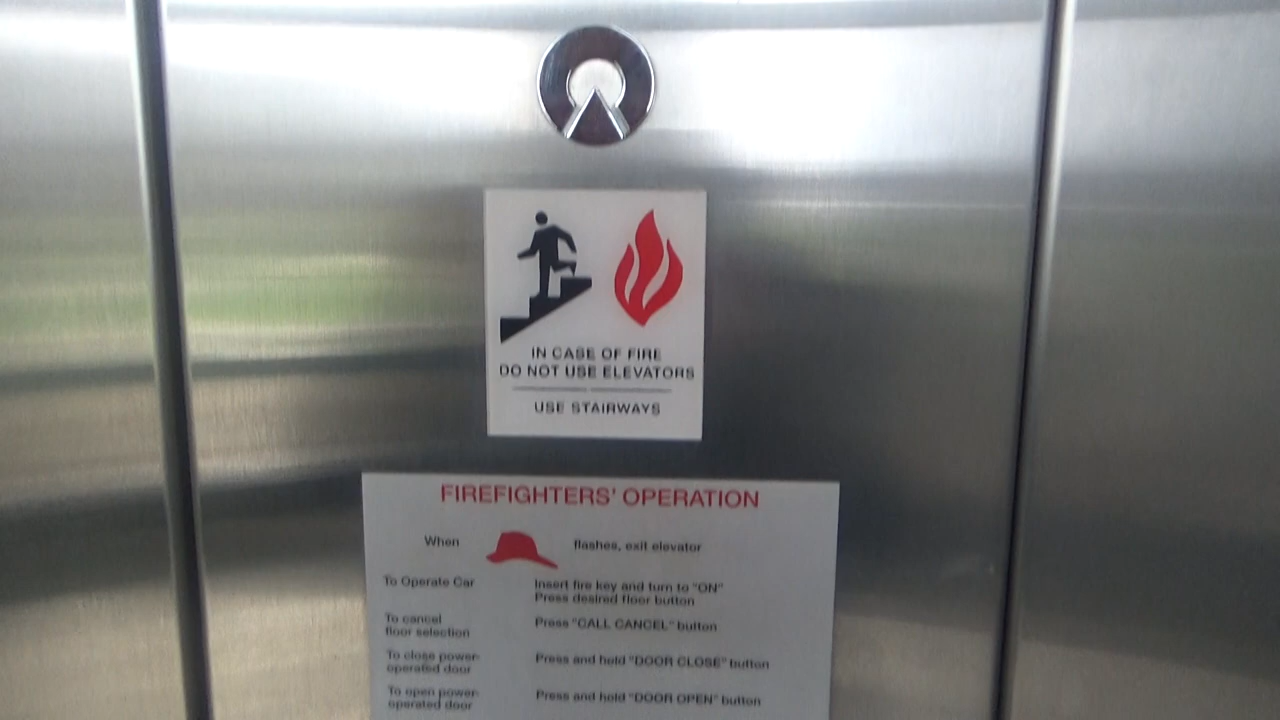 IN CASE OF FIRE
DO NOT USE ELEVATORS
USE STAIRWAYS
FIREFIGHTERS' OPERATION
When flashes, exit elevator
To Operate Car Insert fire key and turn to "ON"
Press desired floor button
To cancel
floor selection Press "CALL CANCEL" button
To close power-
operated door Press and hold "DOOR CLOSE" button
To open power-
operated door Press and hold "DOOR OPEN" button